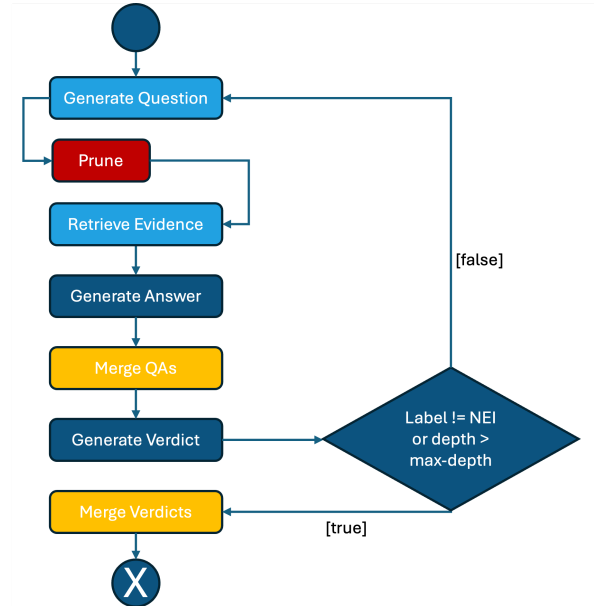 Generate Question
Prune
Retrieve Evidence
[false]
Generate Answer
Merge QAs
Label != NEI
or depth >
max-depth
Generate Verdict
Merge Verdicts
[true]
X